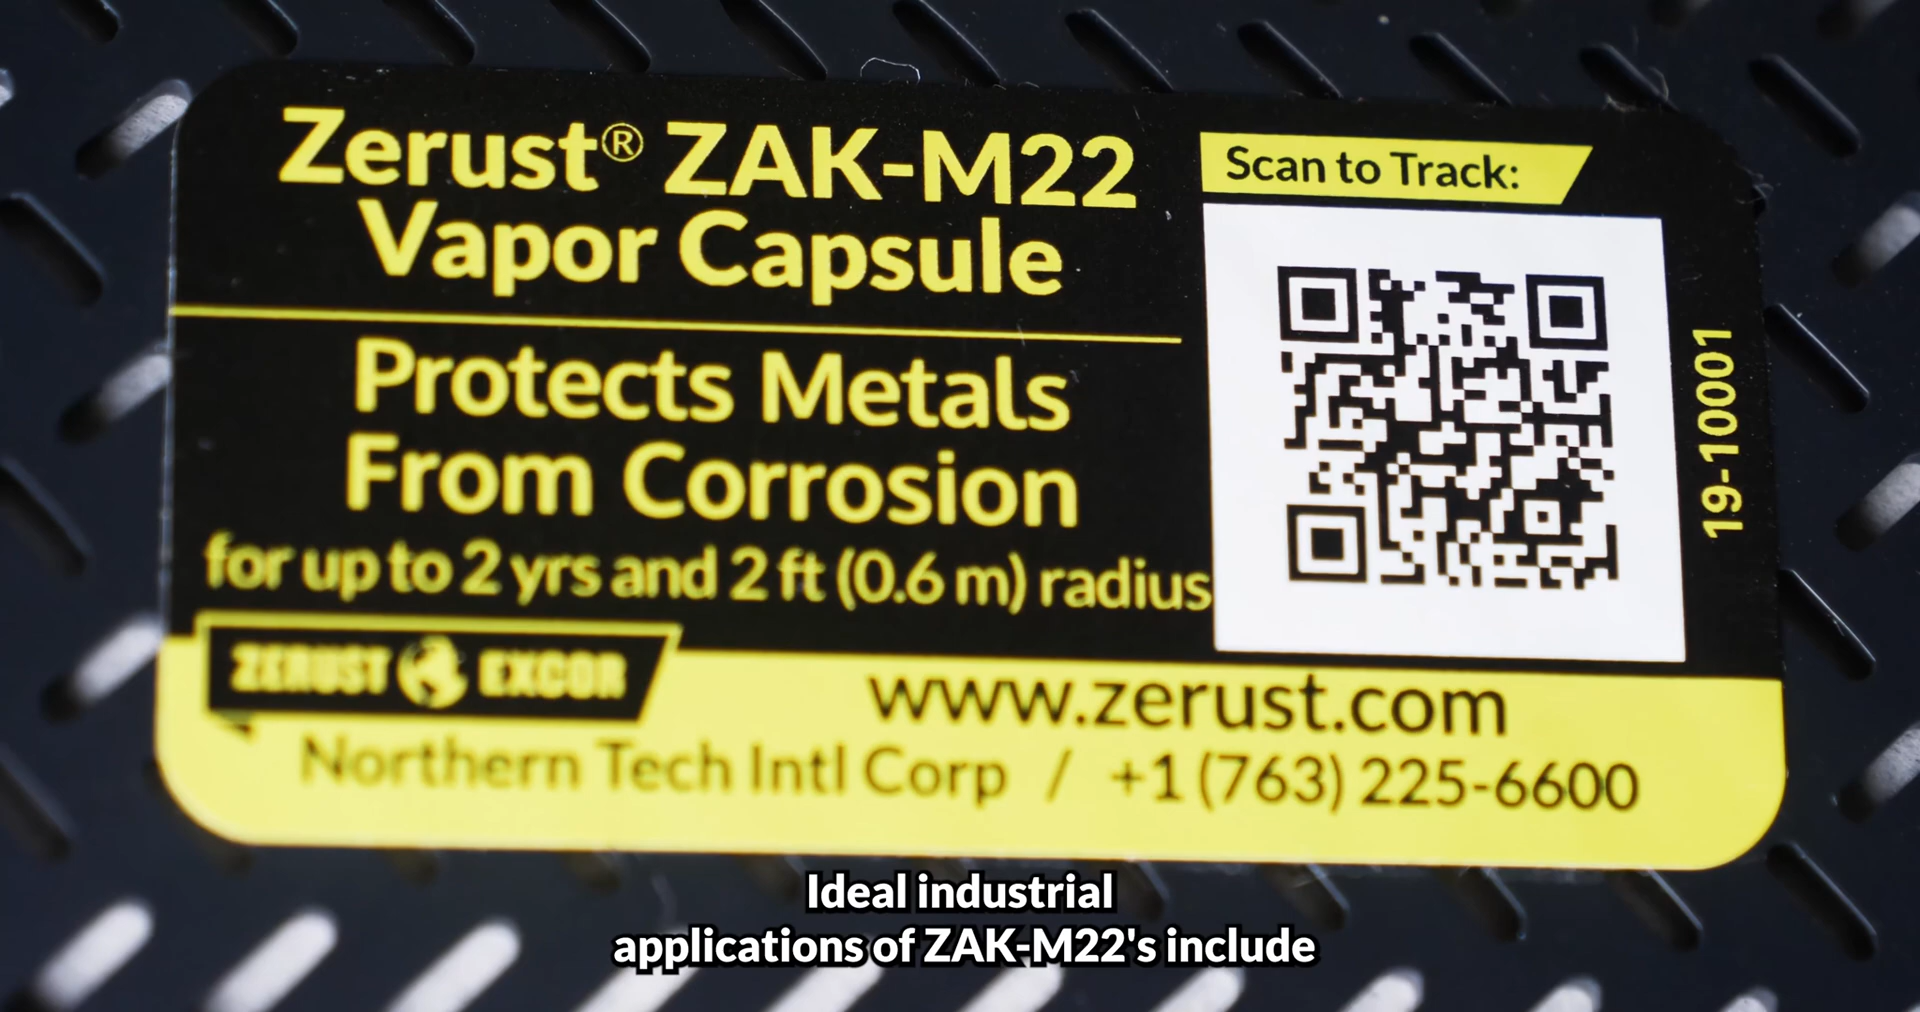 Zerust® ZAK-M22
Vapor Capsule
Protects Metals
From Corrosion
for up to 2 yrs and 2 ft (0.6 m) radius
Scan to Track:
19-10001
ZERUST EXCOR
www.zerust.com
Northern Tech Intl Corp / +1 (763) 225-6600
Ideal industrial
applications of ZAK-M22's include